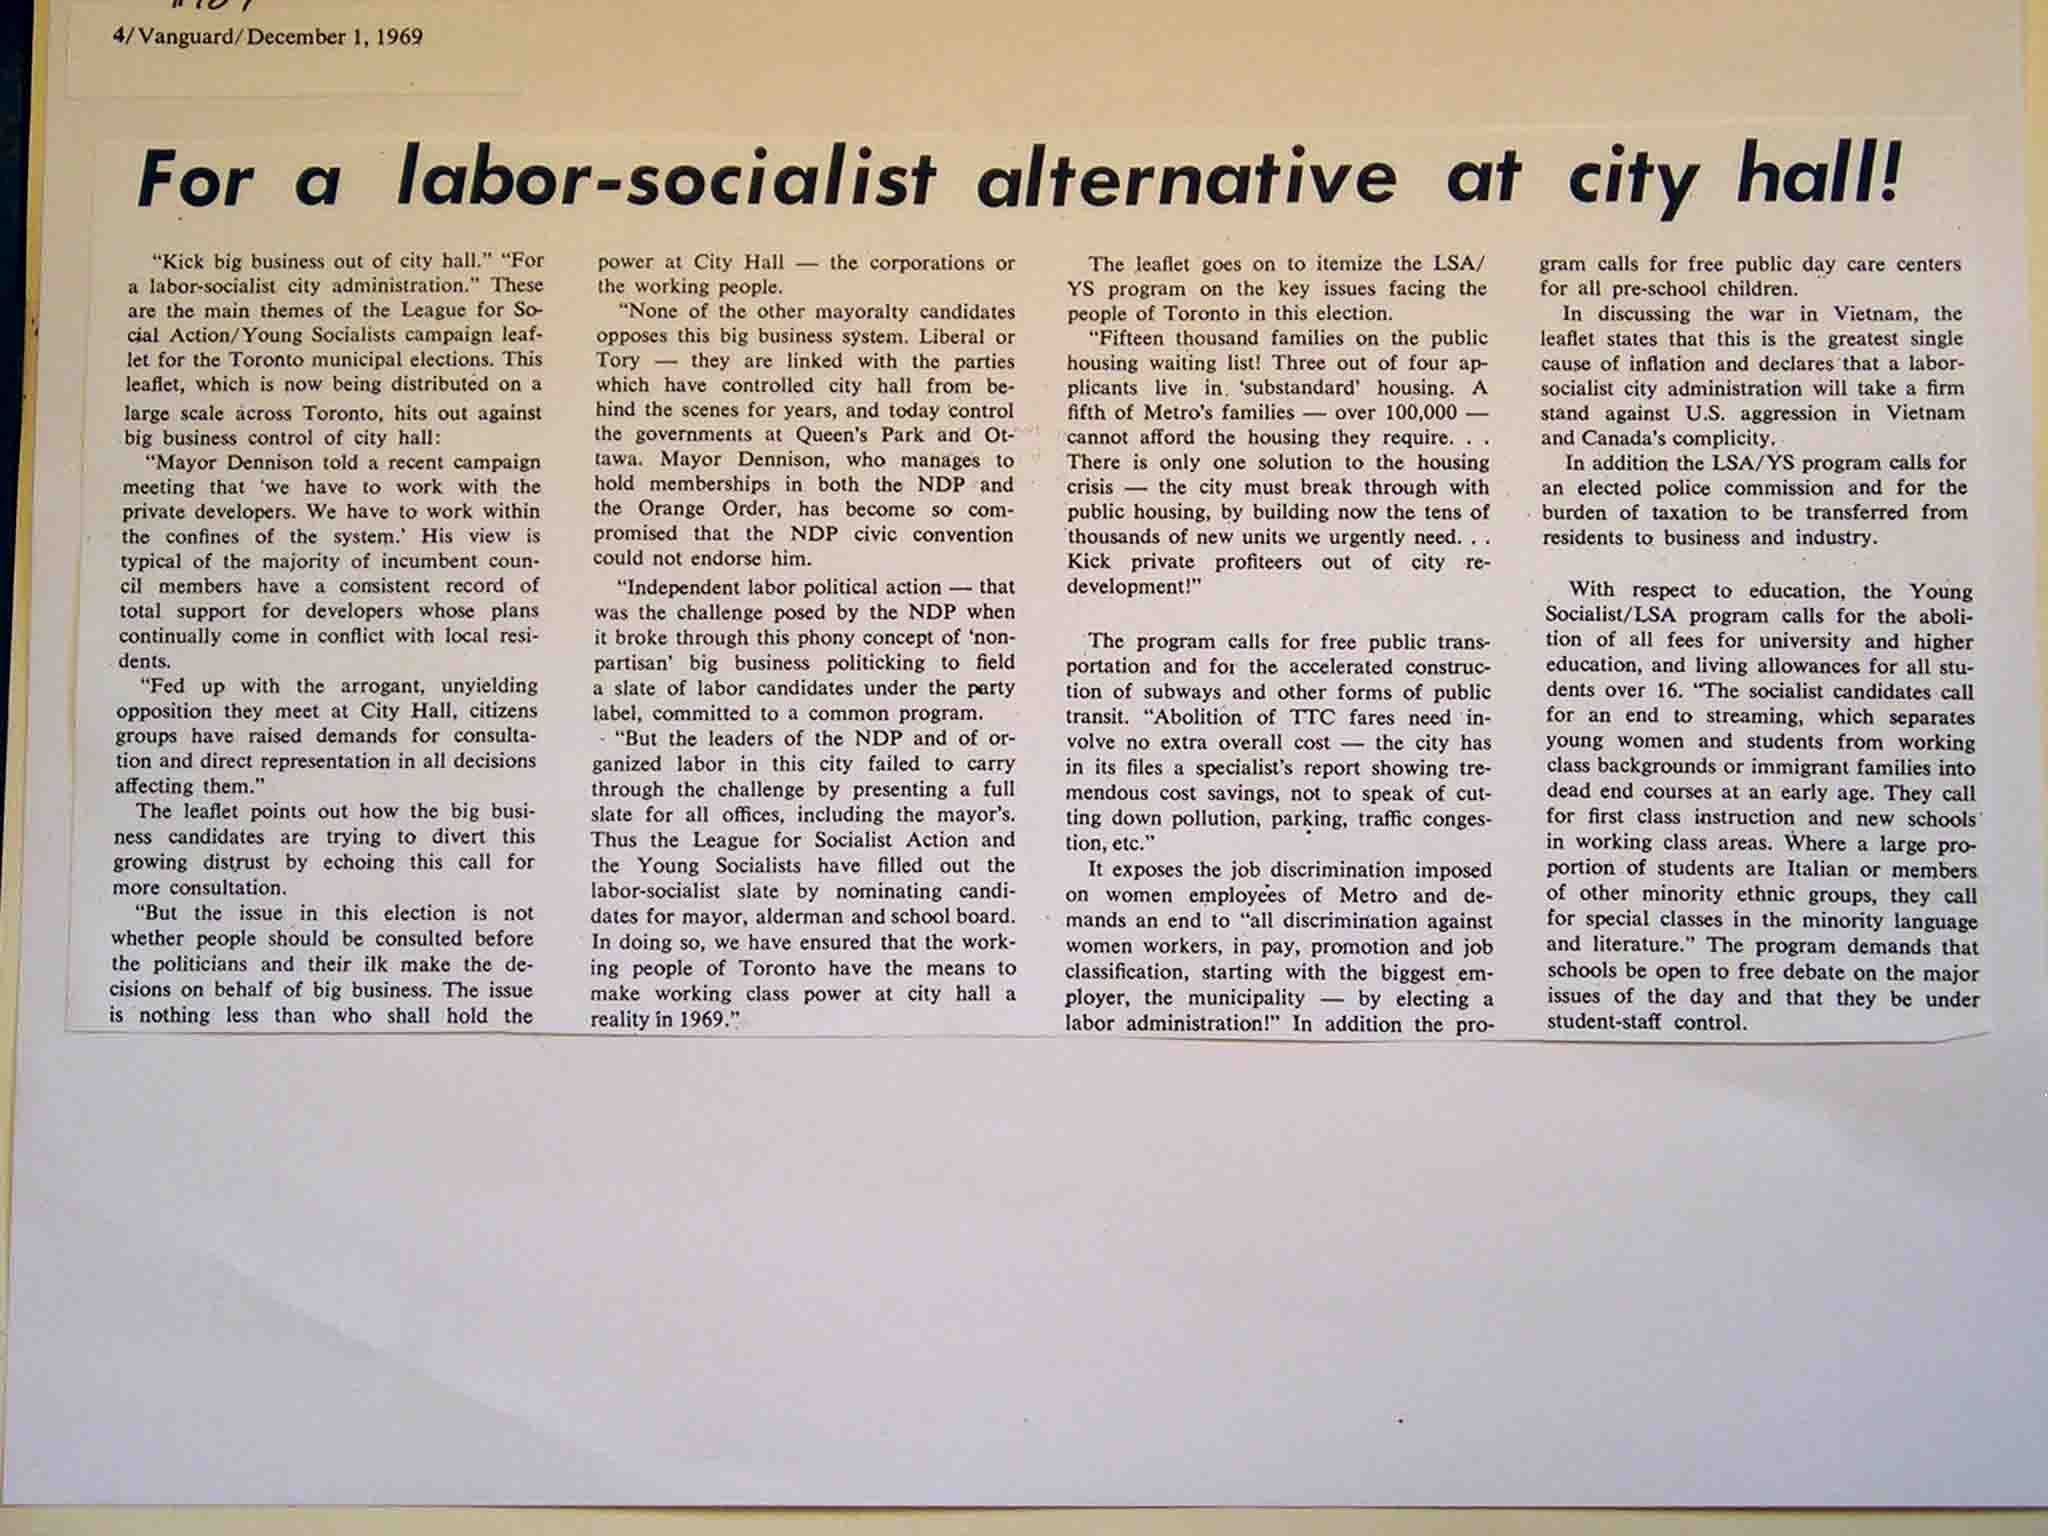 4/Vanguard/December 1, 1969
For a labor-socialist alternative at city hall!
“Kick big business out of city hall.” “For
a labor-socialist city administration.” These
are the main themes of the League for So-
cial Action/Young Socialists campaign leaf-
let for the Toronto municipal elections. This
leaflet, which is now being distributed on a
large scale across Toronto, hits out against
big business control of city hall:
“Mayor Dennison told a recent campaign
meeting that ‘we have to work with the
private developers. We have to work within
the confines of the system.’ His view is
typical of the majority of incumbent coun-
cil members have a consistent record of
total support for developers whose plans
continually come in conflict with local resi-
dents.
“Fed up with the arrogant, unyielding
opposition they meet at City Hall, citizens
groups have raised demands for consulta-
tion and direct representation in all decisions
affecting them.”
The leaflet points out how the big busi-
ness candidates are trying to divert this
growing distrust by echoing this call for
more consultation.
“But the issue in this election is not
whether people should be consulted before
the politicians and their ilk make the de-
cisions on behalf of big business. The issue
is nothing less than who shall hold the
power at City Hall — the corporations or
the working people.
“None of the other mayoralty candidates
opposes this big business system. Liberal or
Tory — they are linked with the parties
which have controlled city hall from be-
hind the scenes for years, and today control
the governments at Queen’s Park and Ot-
tawa. Mayor Dennison, who manages to
hold memberships in both the NDP and
the Orange Order, has become so com-
promised that the NDP civic convention
could not endorse him.
“Independent labor political action — that
was the challenge posed by the NDP when
it broke through this phony concept of ‘non-
partisan’ big business politicking to field
a slate of labor candidates under the party
label, committed to a common program.
“But the leaders of the NDP and of or-
ganized labor in this city failed to carry
through the challenge by presenting a full
slate for all offices, including the mayor’s.
Thus the League for Socialist Action and
the Young Socialists have filled out the
labor-socialist slate by nominating candi-
dates for mayor, alderman and school board.
In doing so, we have ensured that the work-
ing people of Toronto have the means to
make working class power at city hall a
reality in 1969.”
The leaflet goes on to itemize the LSA/
YS program on the key issues facing the
people of Toronto in this election.
“Fifteen thousand families on the public
housing waiting list! Three out of four ap-
plicants live in ‘substandard’ housing. A
fifth of Metro’s families — over 100,000 —
cannot afford the housing they require. . .
There is only one solution to the housing
crisis — the city must break through with
public housing, by building now the tens of
thousands of new units we urgently need. . .
Kick private profiteers out of city re-
development!”
The program calls for free public trans-
portation and for the accelerated construc-
tion of subways and other forms of public
transit. “Abolition of TTC fares need in-
volve no extra overall cost — the city has
in its files a specialist’s report showing tre-
mendous cost savings, not to speak of cut-
ting down pollution, parking, traffic conges-
tion, etc.”
It exposes the job discrimination imposed
on women employees of Metro and de-
mands an end to “all discrimination against
women workers, in pay, promotion and job
classification, starting with the biggest em-
ployer, the municipality — by electing a
labor administration!” In addition the pro-
gram calls for free public day care centers
for all pre-school children.
In discussing the war in Vietnam, the
leaflet states that this is the greatest single
cause of inflation and declares that a labor-
socialist city administration will take a firm
stand against U.S. aggression in Vietnam
and Canada’s complicity.
In addition the LSA/YS program calls for
an elected police commission and for the
burden of taxation to be transferred from
residents to business and industry.
With respect to education, the Young
Socialist/LSA program calls for the aboli-
tion of all fees for university and higher
education, and living allowances for all stu-
dents over 16. “The socialist candidates call
for an end to streaming, which separates
young women and students from working
class backgrounds or immigrant families into
dead end courses at an early age. They call
for first class instruction and new schools
in working class areas. Where a large pro-
portion of students are Italian or members
of other minority ethnic groups, they call
for special classes in the minority language
and literature.” The program demands that
schools be open to free debate on the major
issues of the day and that they be under
student-staff control.